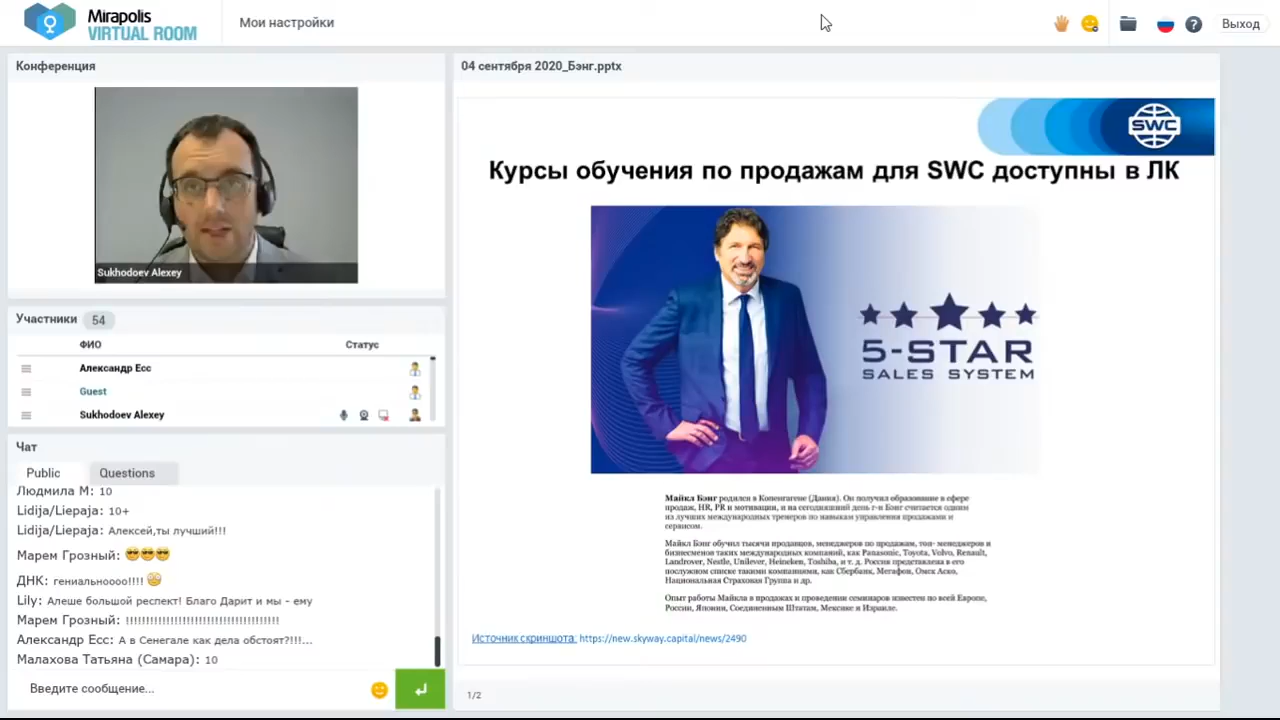 Mirapolis
VIRTUAL ROOM
Мои настройки
Выход
Конференция
Sukhodoev Alexey
Участники 54
ФИО Статус
Александр Есс
Guest
Sukhodoev Alexey
Чат
Public Questions
Людмила М: 10
Lidija/Liepaja: 10+
Lidija/Liepaja: Алексей,ты лучший!!!
Марем Грозный: 😎😎😎
ДНК: гениальноооо!!!!
Lily: Алеше большой респект! Благо Дарит и мы - ему
Марем Грозный: !!!!!!!!!!!!!!!!!!!!!!!!!!!!!!!!!!!!!!
Александр Есс: А в Сенегале как дела обстоят?!!!...
Малахова Татьяна (Самара): 10
Введите сообщение...
04 сентября 2020_Бэнг.pptx
SWC
Курсы обучения по продажам для SWC доступны в ЛК
5-STAR
SALES SYSTEM
Майкл Бэнг родился в Копенгагене (Дания). Он получил образование в сфере
продаж, HR, PR и мотивации, и на сегодняшний день г-н Бэнг считается одним
из лучших международных тренеров по навыкам управления продажами и
сервисом.
Майкл Бэнг обучил тысячи продавцов, менеджеров по продажам, топ- менеджеров и
бизнесменов таких международных компаний, как Panasonic, Toyota, Volvo, Renault,
Landrover, Nestle, Unilever, Heineken, Toshiba, и т. д. Россия представлена в его
послужном списке такими компаниями, как Сбербанк, Мегафон, Омск Аско,
Национальная Страховая Группа и др.
Опыт работы Майкла в продажах и проведении семинаров известен по всей Европе,
России, Японии, Соединенным Штатам, Мексике и Израиле.
Источник скриншота: https://new.skyway.capital/news/2490
1/2